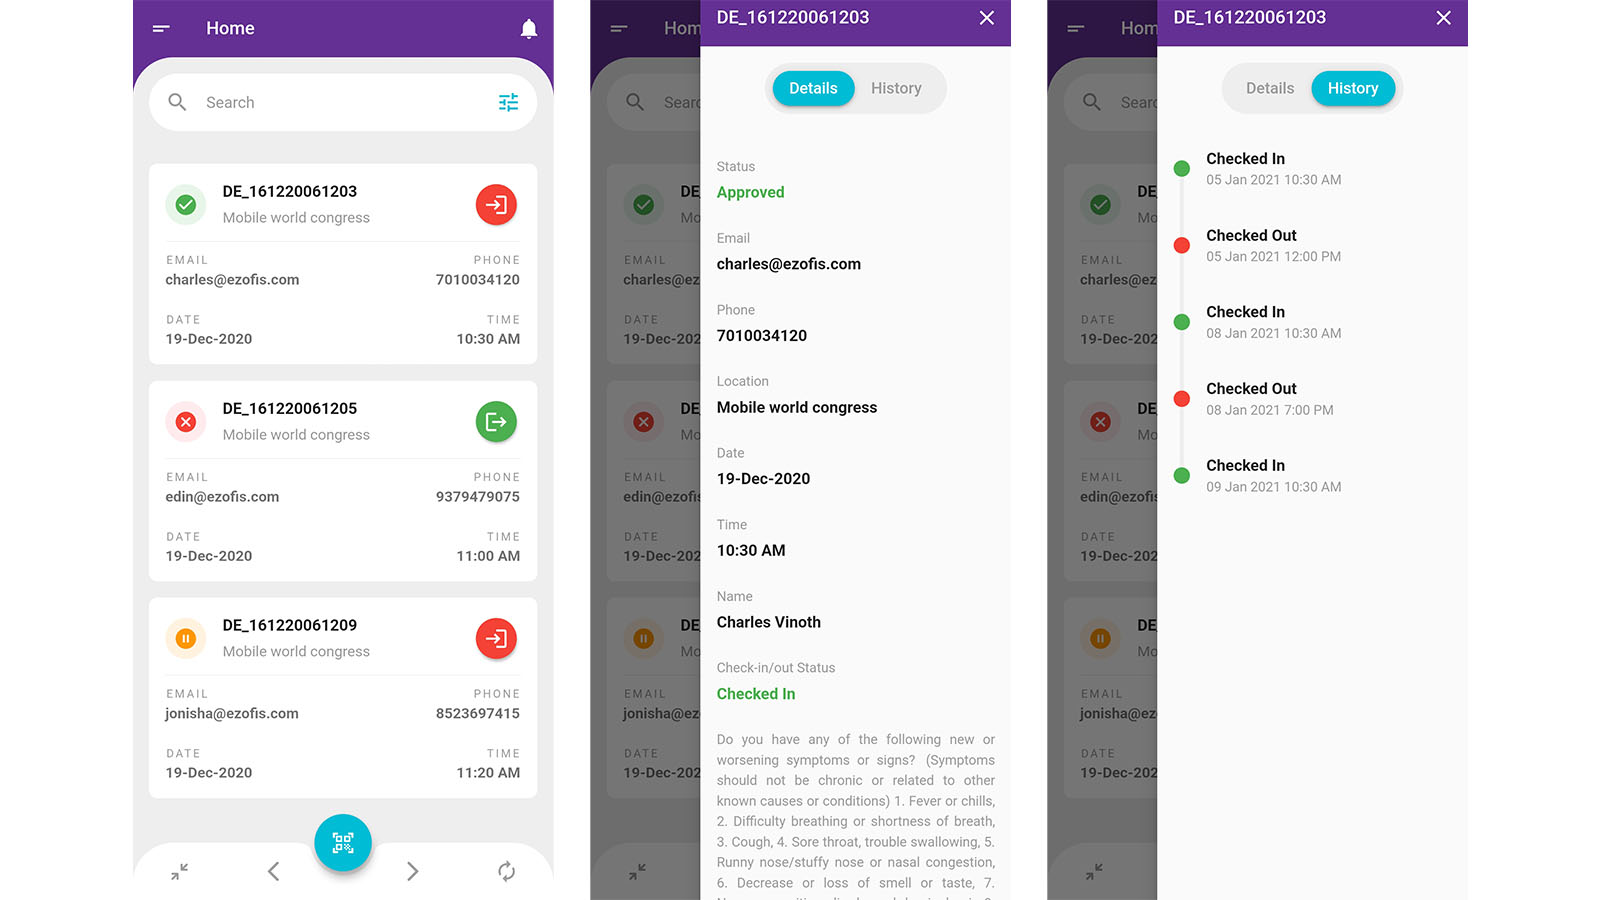 Home
Search
DE_161220061203
Mobile world congress
EMAIL PHONE
charles@ezofis.com 7010034120
DATE TIME
19-Dec-2020 10:30 AM
DE_161220061205
Mobile world congress
EMAIL PHONE
edin@ezofis.com 9379479075
DATE TIME
19-Dec-2020 11:00 AM
DE_161220061209
Mobile world congress
EMAIL PHONE
jonisha@ezofis.com 8523697415
DATE TIME
19-Dec-2020 11:20 AM
Hom
Searc
DE
Mo
EMAIL
charles@ez
DATE
19-Dec-202
DE
Mo
EMAIL
edin@ezofis
DATE
19-Dec-202
DE
Mo
EMAIL
jonisha@ezo
DATE
19-Dec-202
DE_161220061203
Details History
Status
Approved
Email
charles@ezofis.com
Phone
7010034120
Location
Mobile world congress
Date
19-Dec-2020
Time
10:30 AM
Name
Charles Vinoth
Check-in/out Status
Checked In
Do you have any of the following new or
worsening symptoms or signs? (Symptoms
should not be chronic or related to other
known causes or conditions) 1. Fever or chills,
2. Difficulty breathing or shortness of breath,
3. Cough, 4. Sore throat, trouble swallowing, 5.
Runny nose/stuffy nose or nasal congestion,
6. Decrease or loss of smell or taste, 7.
Hom
Searc
DE
Mo
EMAIL
charles@ez
DATE
19-Dec-202
DE
Mo
EMAIL
edin@ezofis
DATE
19-Dec-202
DE
Mo
EMAIL
jonisha@ezo
DATE
19-Dec-202
DE_161220061203
Details History
Checked In
05 Jan 2021 10:30 AM
Checked Out
05 Jan 2021 12:00 PM
Checked In
08 Jan 2021 10:30 AM
Checked Out
08 Jan 2021 7:00 PM
Checked In
09 Jan 2021 10:30 AM